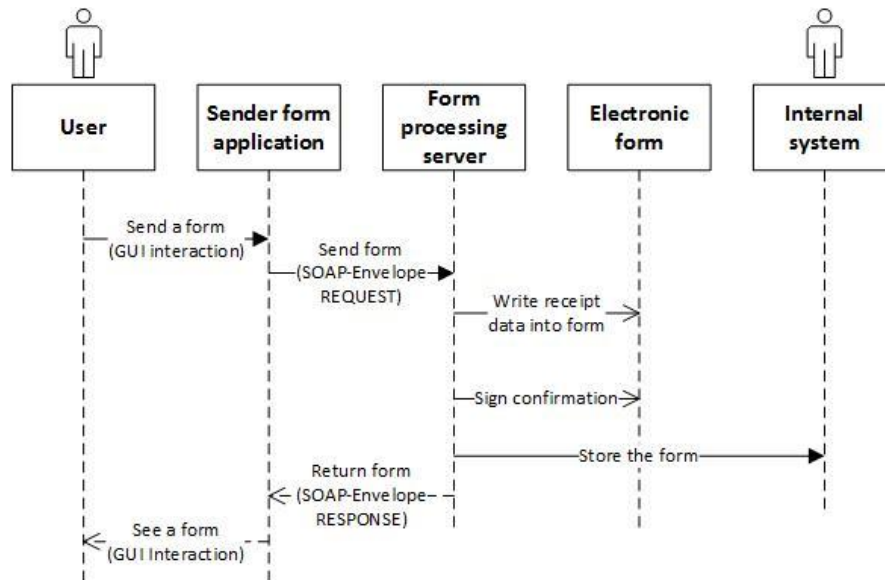 User
Sender form
application
Form
processing
server
Electronic
form
Internal
system
Send a form
(GUI interaction)
Send form
(SOAP-Envelope
REQUEST)
Write receipt
data into form
Sign confirmation
Store the form
Return form
(SOAP-Envelope
RESPONSE)
See a form
(GUI Interaction)